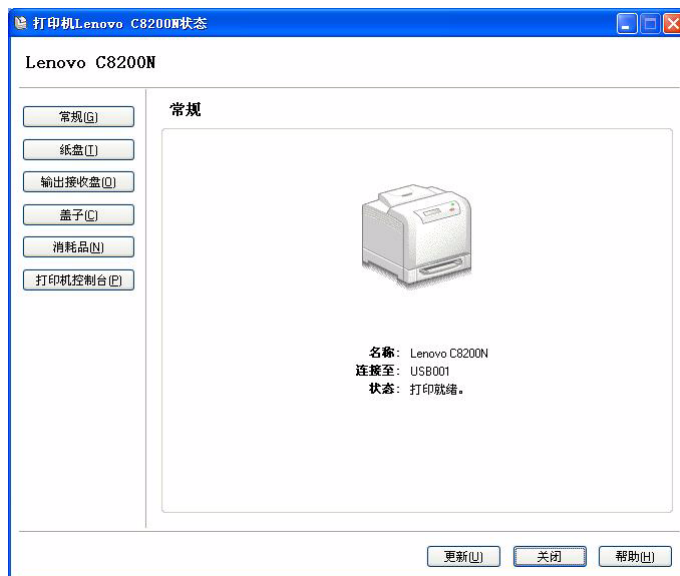 打印机Lenovo C8200N状态
Lenovo C8200N
常规(G)
纸盘(T)
输出接收盘(O)
盖子(C)
消耗品(N)
打印机控制台(P)
常规
名称: Lenovo C8200N
连接至: USB001
状态: 打印就绪。
更新(U)
关闭
帮助(H)